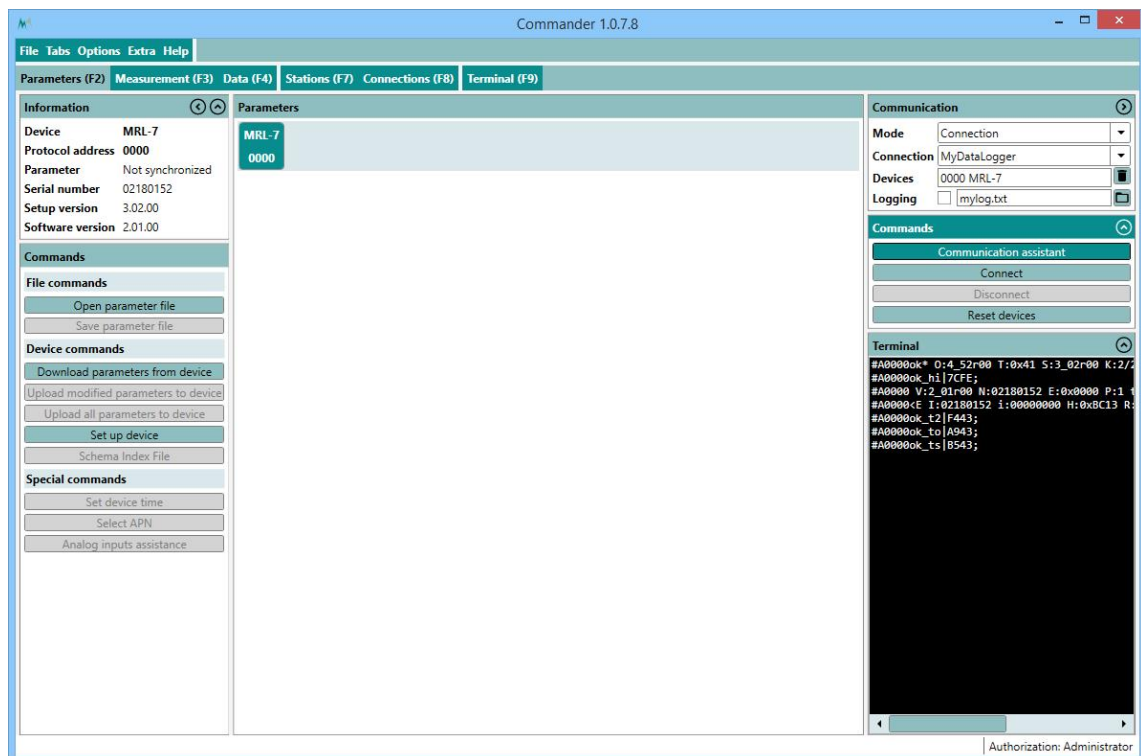 Commander 1.0.7.8
File Tabs Options Extra Help
Parameters (F2) Measurement (F3) Data (F4) Stations (F7) Connections (F8) Terminal (F9)
Information
Device MRL-7
Protocol address 0000
Parameter Not synchronized
Serial number 02180152
Setup version 3.02.00
Software version 2.01.00
Commands
File commands
Open parameter file
Save parameter file
Device commands
Download parameters from device
Upload modified parameters to device
Upload all parameters to device
Set up device
Schema Index File
Special commands
Set device time
Select APN
Analog inputs assistance
Parameters
MRL-7
0000
Communication
Mode Connection
Connection MyDataLogger
Devices 0000 MRL-7
Logging mylog.txt
Commands
Communication assistant
Connect
Disconnect
Reset devices
Terminal
#A0000ok* O:4_52r00 T:0x41 S:3_02r00 K:2/2
#A0000ok_hi|7CFE;
#A0000 V:2_01r00 N:02180152 E:0x0000 P:1 t
#A0000<E I:02180152 i:00000000 H:0xBC13 R:
#A0000ok_t2|F443;
#A0000ok_to|A943;
#A0000ok_ts|B543;
Authorization: Administrator